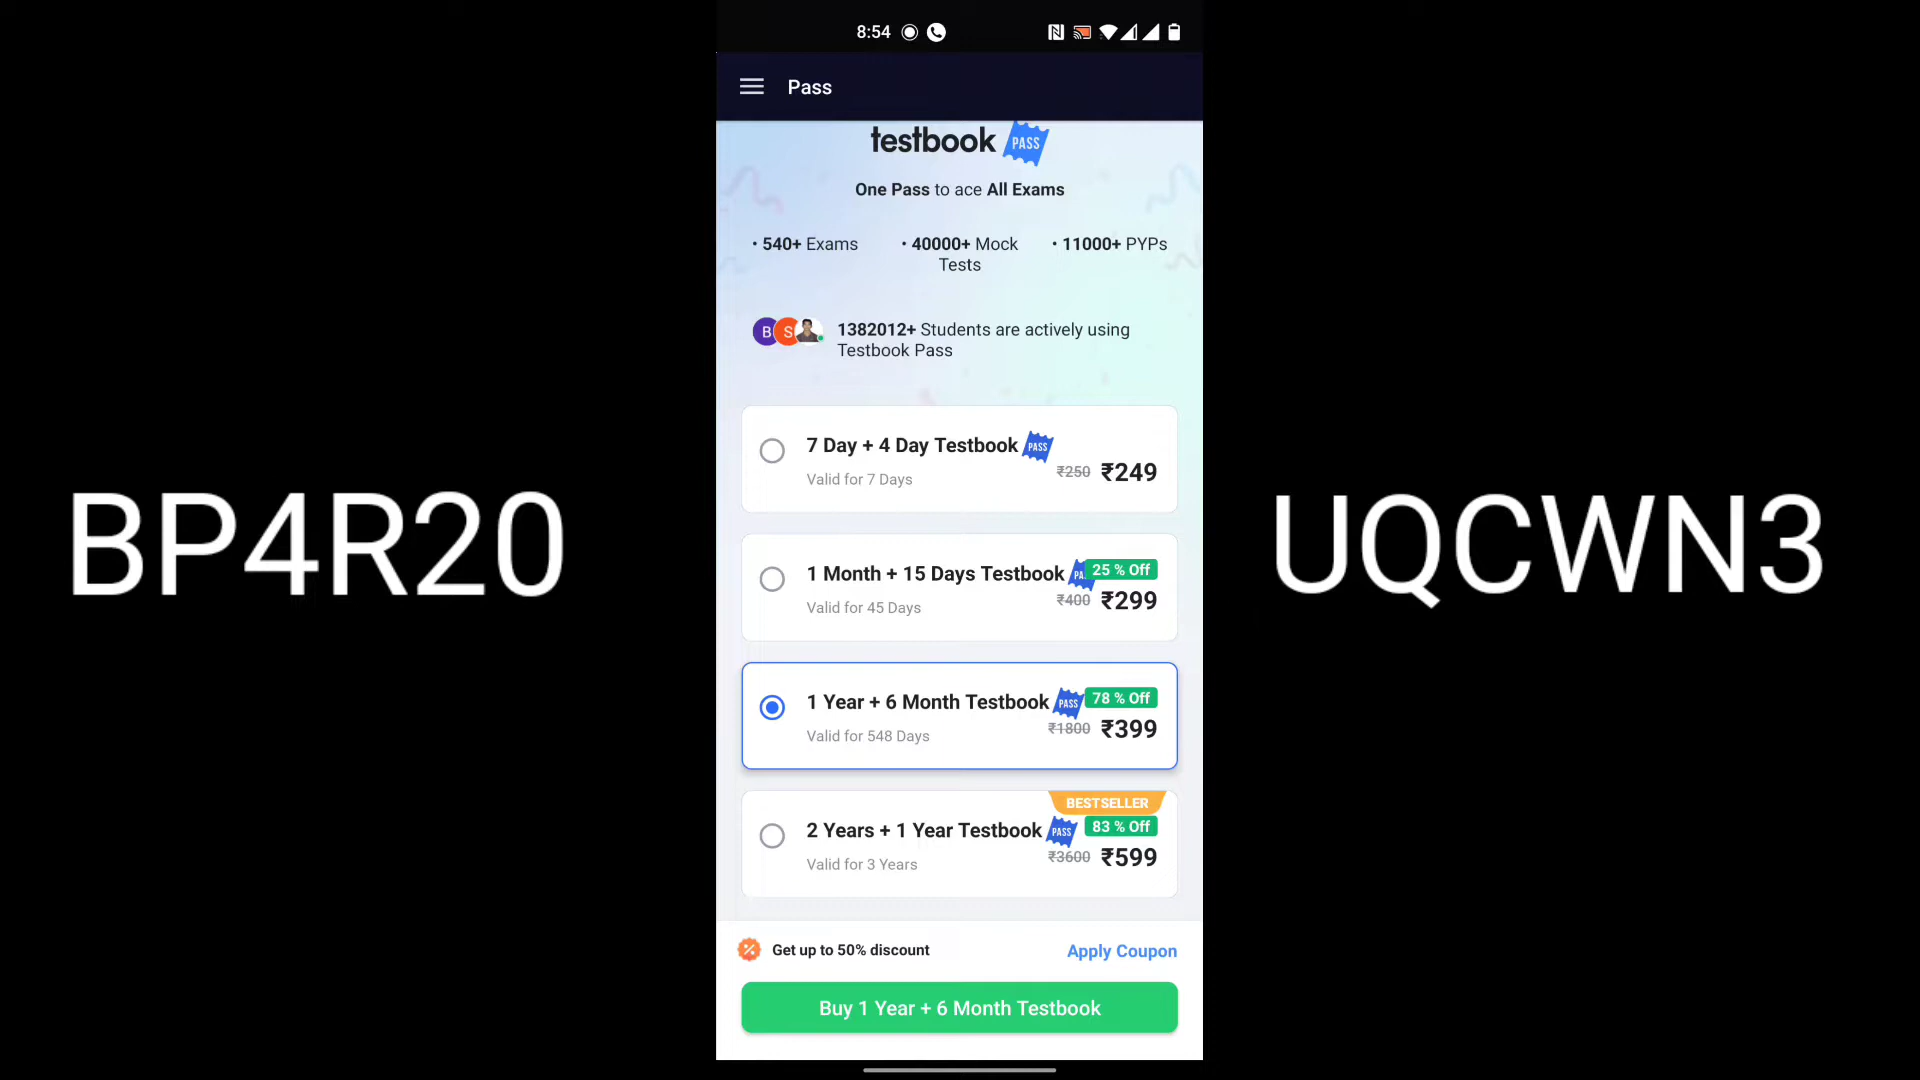 8:54
Pass
testbook PASS
One Pass to ace All Exams
• 540+ Exams
• 40000+ Mock
Tests
• 11000+ PYPs
B S
1382012+ Students are actively using
Testbook Pass
7 Day + 4 Day Testbook PASS
Valid for 7 Days
₹250 ₹249
1 Month + 15 Days Testbook PA 25 % Off
Valid for 45 Days
₹400 ₹299
1 Year + 6 Month Testbook PASS 78 % Off
Valid for 548 Days
₹1800 ₹399
BESTSELLER
2 Years + 1 Year Testbook PASS 83 % Off
Valid for 3 Years
₹3600 ₹599
Get up to 50% discount
Apply Coupon
Buy 1 Year + 6 Month Testbook
BP4R20
UQCWN3